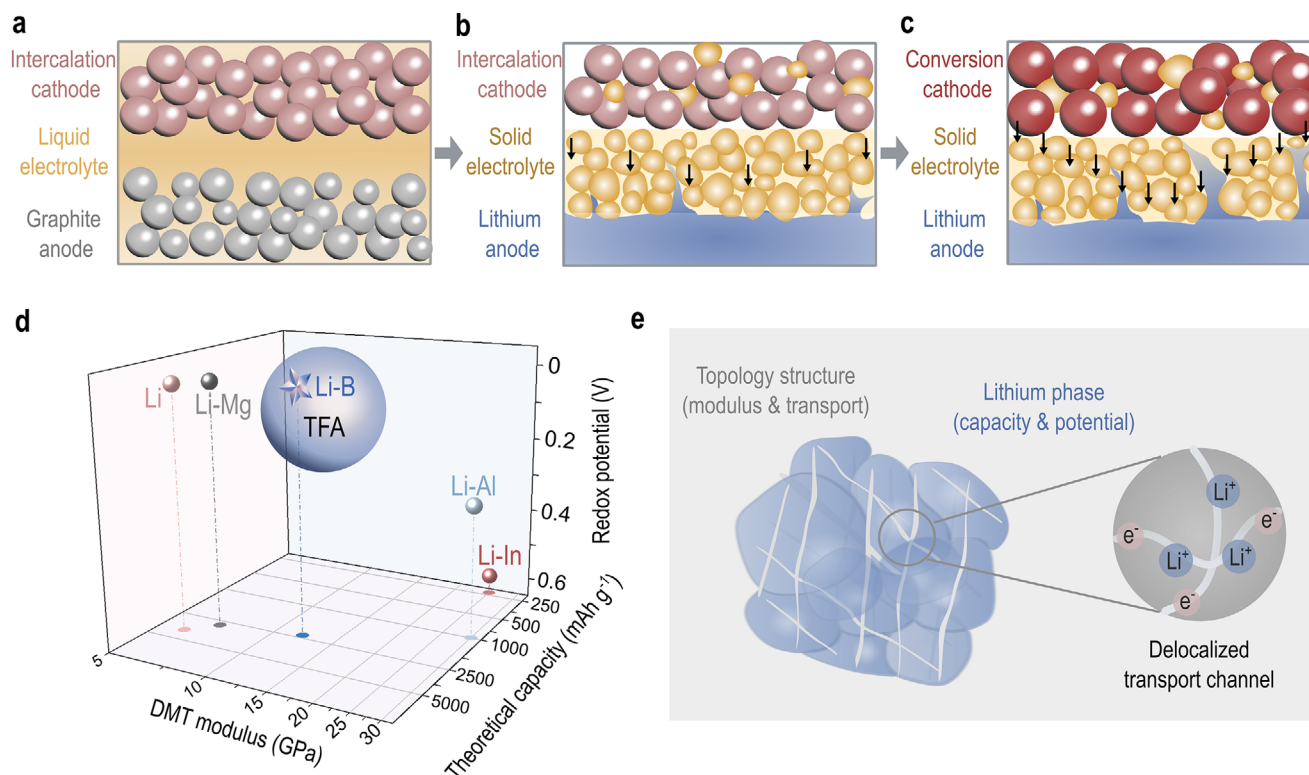 a
Intercalation
cathode
Liquid
electrolyte
Graphite
anode
b
Intercalation
cathode
Solid
electrolyte
Lithium
anode
c
Conversion
cathode
Solid
electrolyte
Lithium
anode
d
Li
Li-Mg
Li-B
TFA
Li-Al
Li-In
0
0.2
0.4
0.6
Redox potential (V)
250
500
1000
2500
5000
Theoretical capacity (mAh g⁻¹)
5
10
15
20
25
30
DMT modulus (GPa)
e
Topology structure
(modulus & transport)
Lithium phase
(capacity & potential)
Li⁺
e⁻
e⁻
Li⁺
Li⁺
e⁻
Delocalized
transport channel